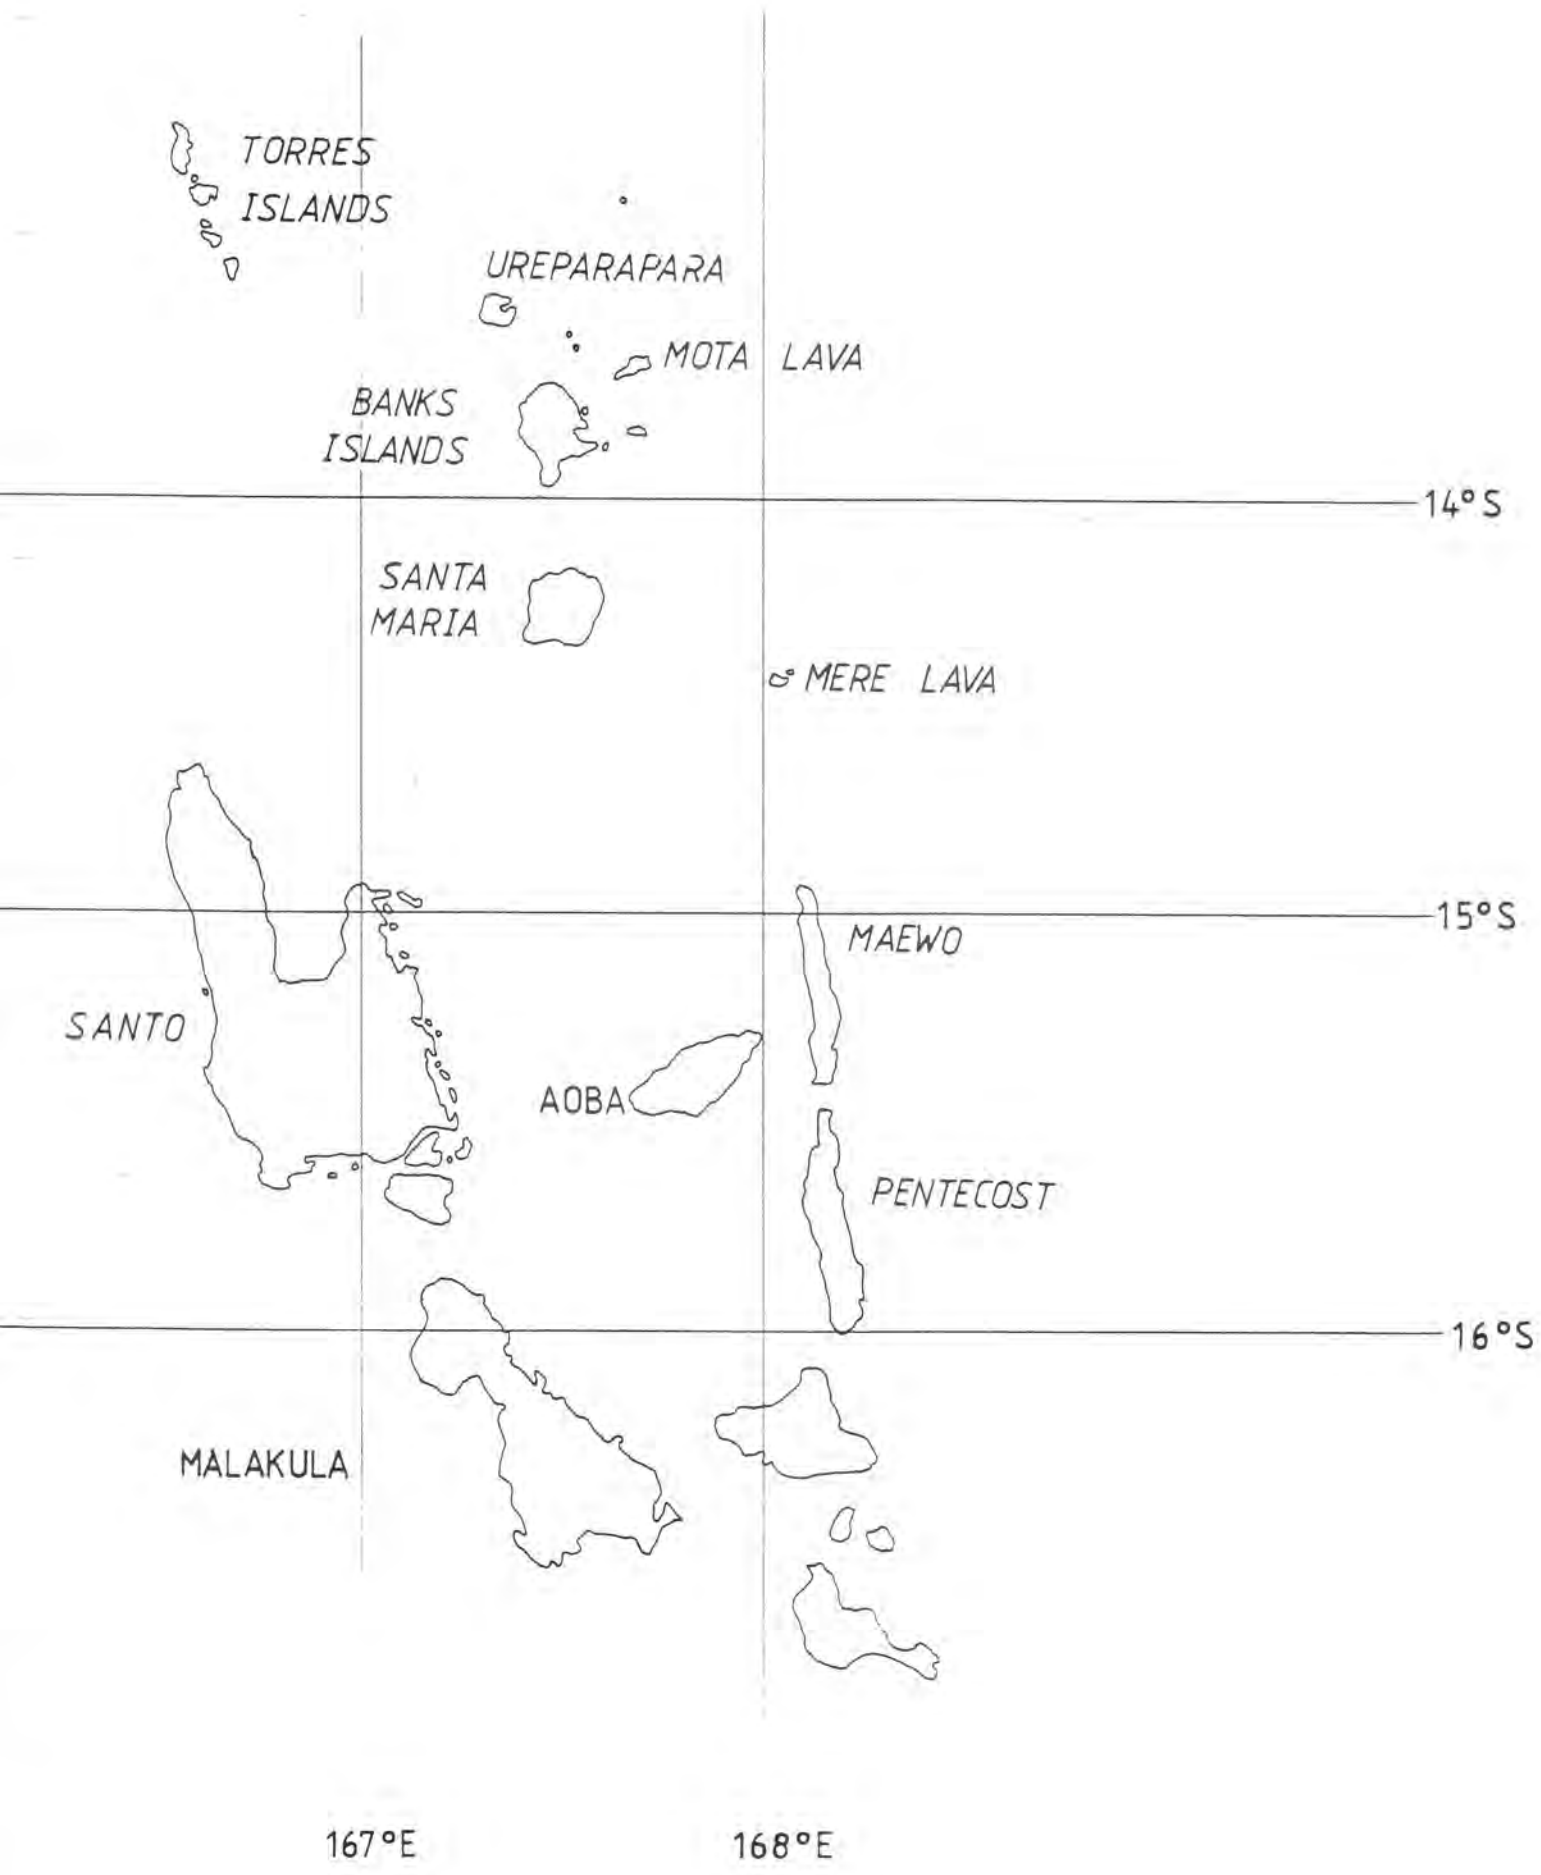 TORRES
ISLANDS
UREPARAPARA
MOTA LAVA
BANKS
ISLANDS
14°S
SANTA
MARIA
MERE LAVA
15°S
MAEWO
SANTO
AOBA
PENTECOST
16°S
MALAKULA
167°E
168°E